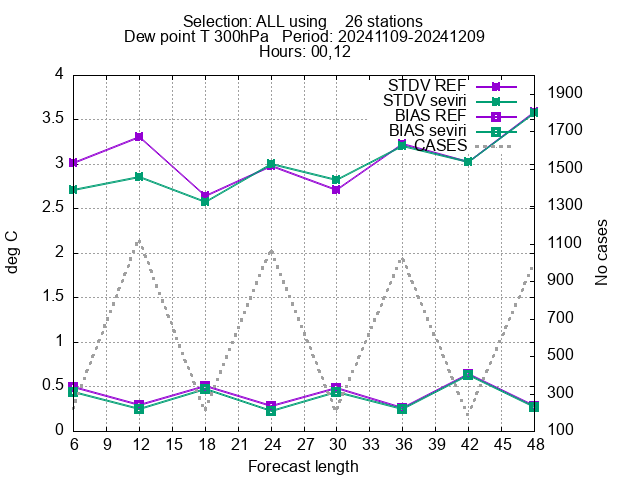 Selection: ALL using 26 stations
Dew point T 300hPa Period: 20241109-20241209
Hours: 00,12
STDV REF
STDV seviri
BIAS REF
BIAS seviri
CASES
4
3.5
3
2.5
2
1.5
1
0.5
0
deg C
1900
1700
1500
1300
1100
900
700
500
300
100
No cases
6 9 12 15 18 21 24 27 30 33 36 39 42 45 48
Forecast length